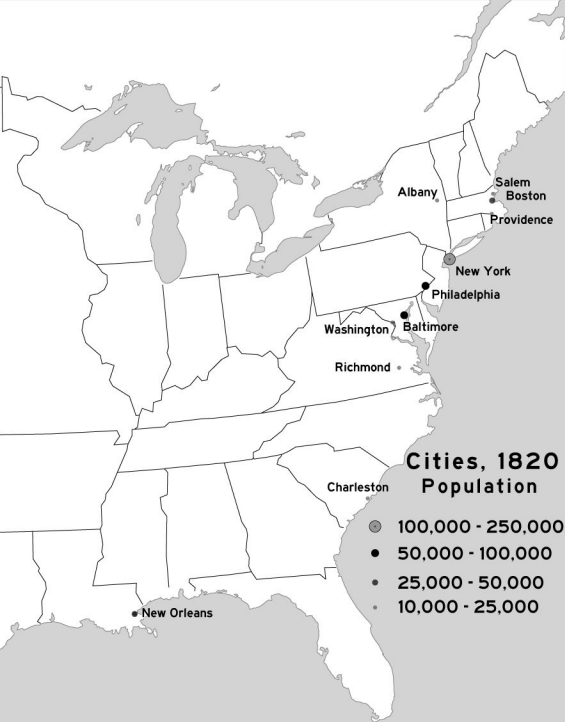 Salem
Albany
Boston
Providence
New York
Philadelphia
Washington
Baltimore
Richmond
Cities, 1820
Population
Charleston
100,000 - 250,000
50,000 - 100,000
25,000 - 50,000
10,000 - 25,000
New Orleans